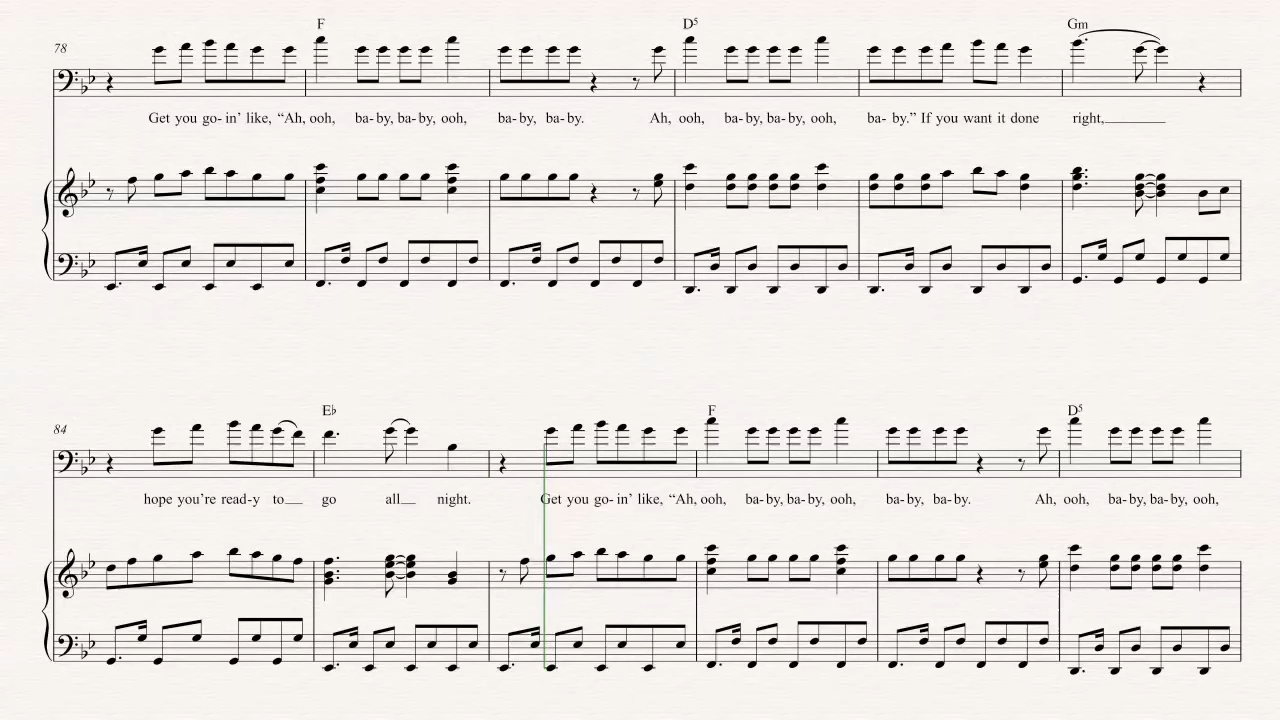 F D5 Gm
78
Get you go- in’ like, “Ah, ooh, ba- by, ba- by, ooh, ba- by, ba- by. Ah, ooh, ba- by, ba- by, ooh, ba- by.” If you want it done right,
E♭ F D5
84
hope you’re read-y to go all night. Get you go- in’ like, “Ah, ooh, ba- by, ba- by, ooh, ba- by, ba- by. Ah, ooh, ba- by, ba- by, ooh,